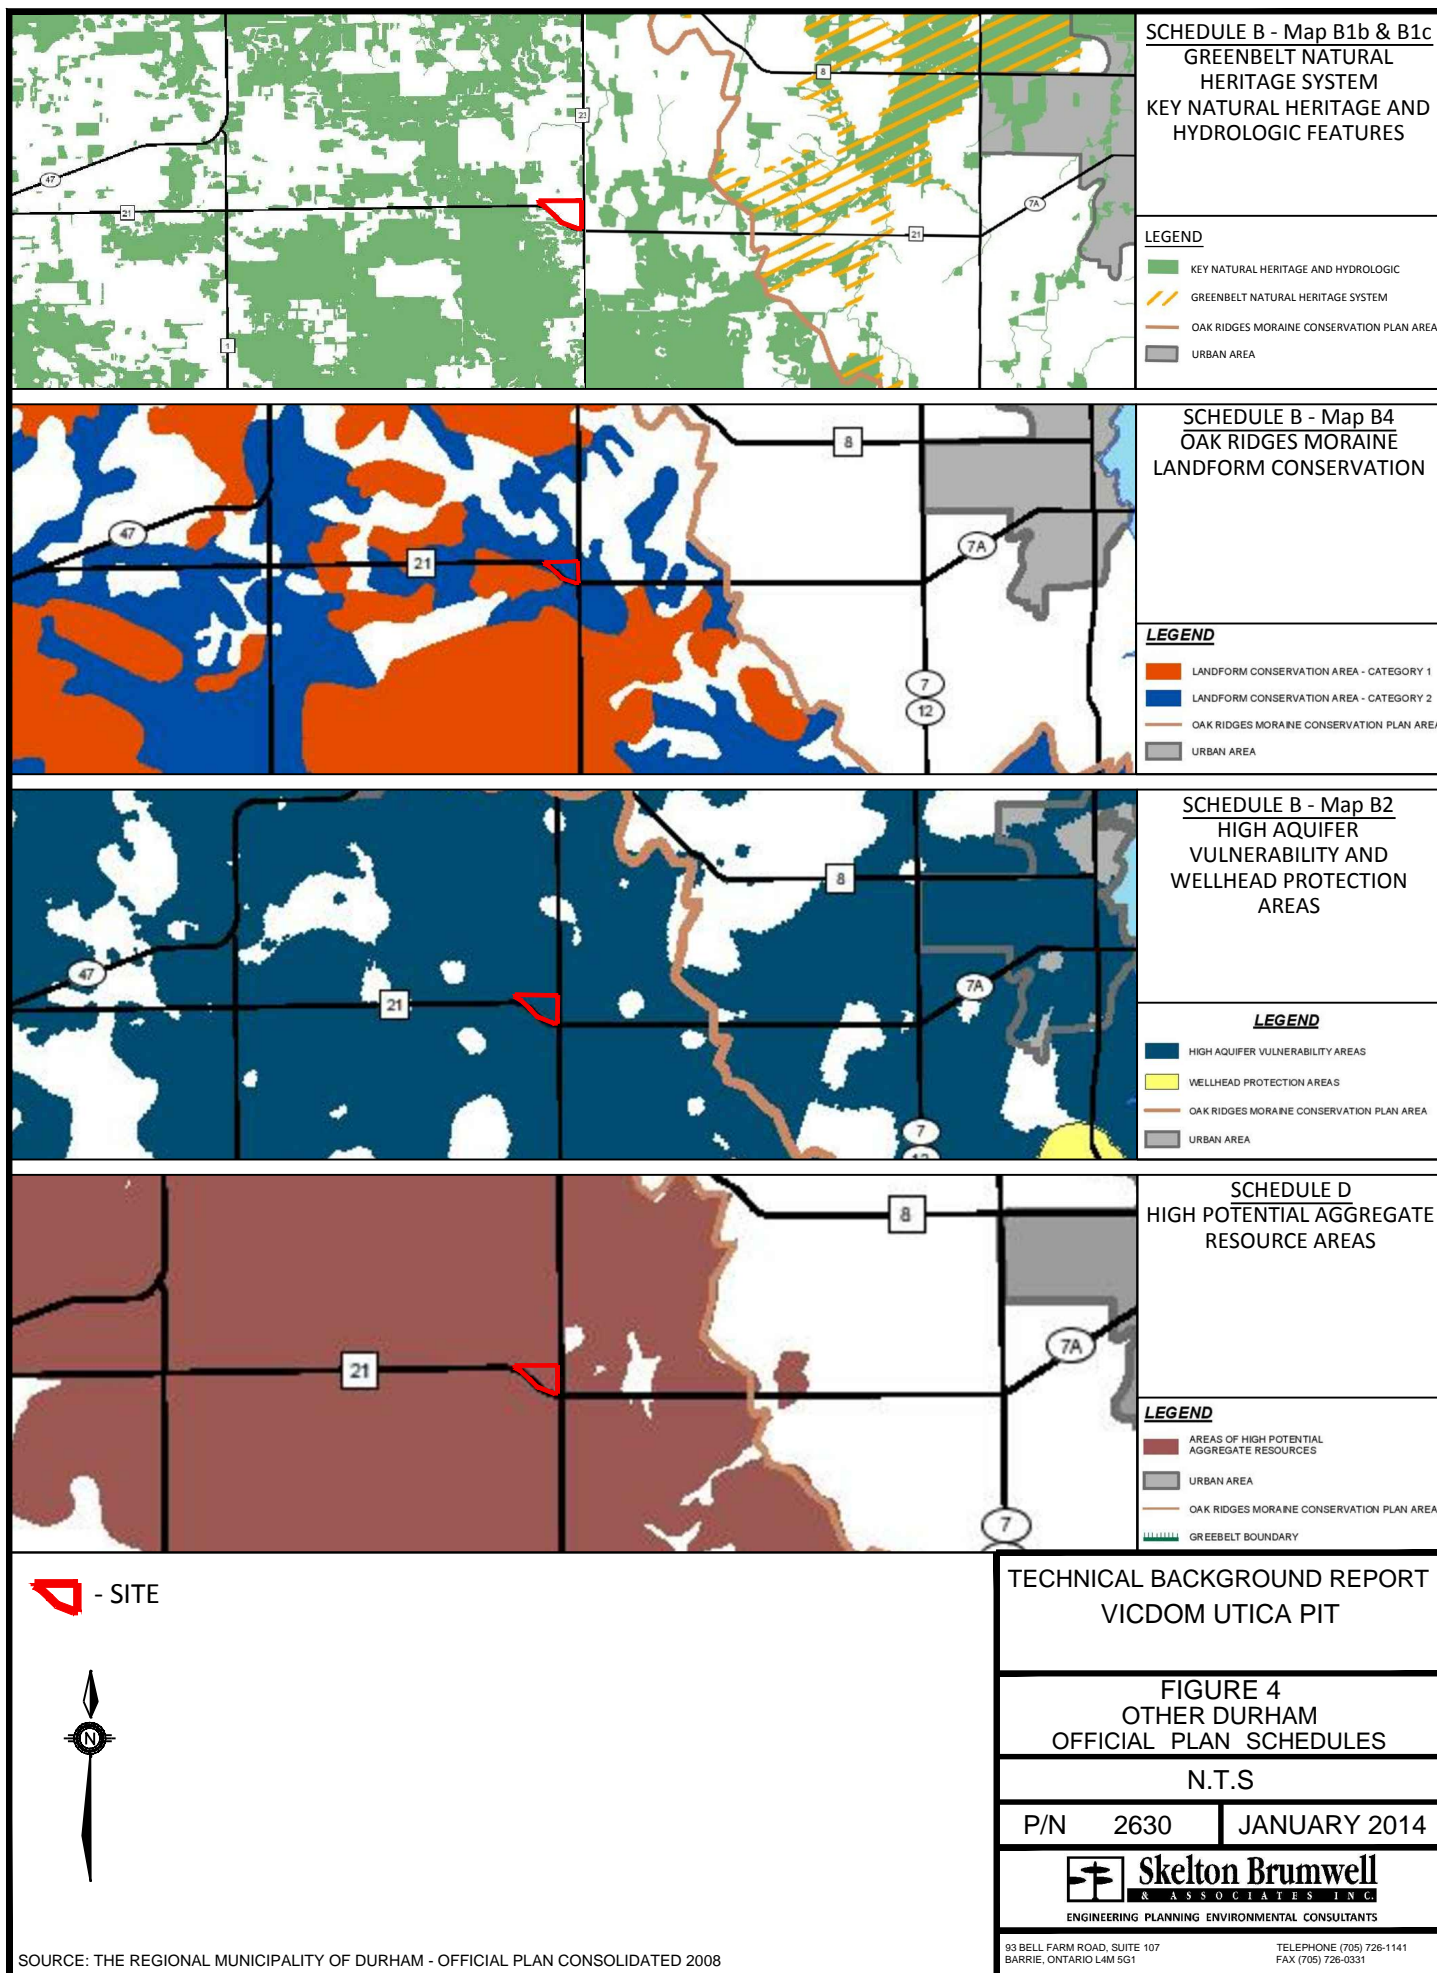 SCHEDULE B - Map B1b & B1c
GREENBELT NATURAL
HERITAGE SYSTEM
KEY NATURAL HERITAGE AND
HYDROLOGIC FEATURES
8
23
47
21
7A
21
1
LEGEND
KEY NATURAL HERITAGE AND HYDROLOGIC
GREENBELT NATURAL HERITAGE SYSTEM
OAK RIDGES MORAINE CONSERVATION PLAN AREA
URBAN AREA
SCHEDULE B - Map B4
OAK RIDGES MORAINE
LANDFORM CONSERVATION
8
47
7A
21
7
12
LEGEND
LANDFORM CONSERVATION AREA - CATEGORY 1
LANDFORM CONSERVATION AREA - CATEGORY 2
OAK RIDGES MORAINE CONSERVATION PLAN AREA
URBAN AREA
SCHEDULE B - Map B2
HIGH AQUIFER
VULNERABILITY AND
WELLHEAD PROTECTION
AREAS
8
47
7A
21
7
12
LEGEND
HIGH AQUIFER VULNERABILITY AREAS
WELLHEAD PROTECTION AREAS
OAK RIDGES MORAINE CONSERVATION PLAN AREA
URBAN AREA
SCHEDULE D
HIGH POTENTIAL AGGREGATE
RESOURCE AREAS
8
7A
21
7
LEGEND
AREAS OF HIGH POTENTIAL
AGGREGATE RESOURCES
URBAN AREA
OAK RIDGES MORAINE CONSERVATION PLAN AREA
GREEBELT BOUNDARY
- SITE
N
TECHNICAL BACKGROUND REPORT
VICDOM UTICA PIT
FIGURE 4
OTHER DURHAM
OFFICIAL PLAN SCHEDULES
N.T.S
P/N 2630 JANUARY 2014
Skelton Brumwell
& ASSOCIATES INC.
ENGINEERING PLANNING ENVIRONMENTAL CONSULTANTS
93 BELL FARM ROAD, SUITE 107 TELEPHONE (705) 726-1141
BARRIE, ONTARIO L4M 5G1 FAX (705) 726-0331
SOURCE: THE REGIONAL MUNICIPALITY OF DURHAM - OFFICIAL PLAN CONSOLIDATED 2008